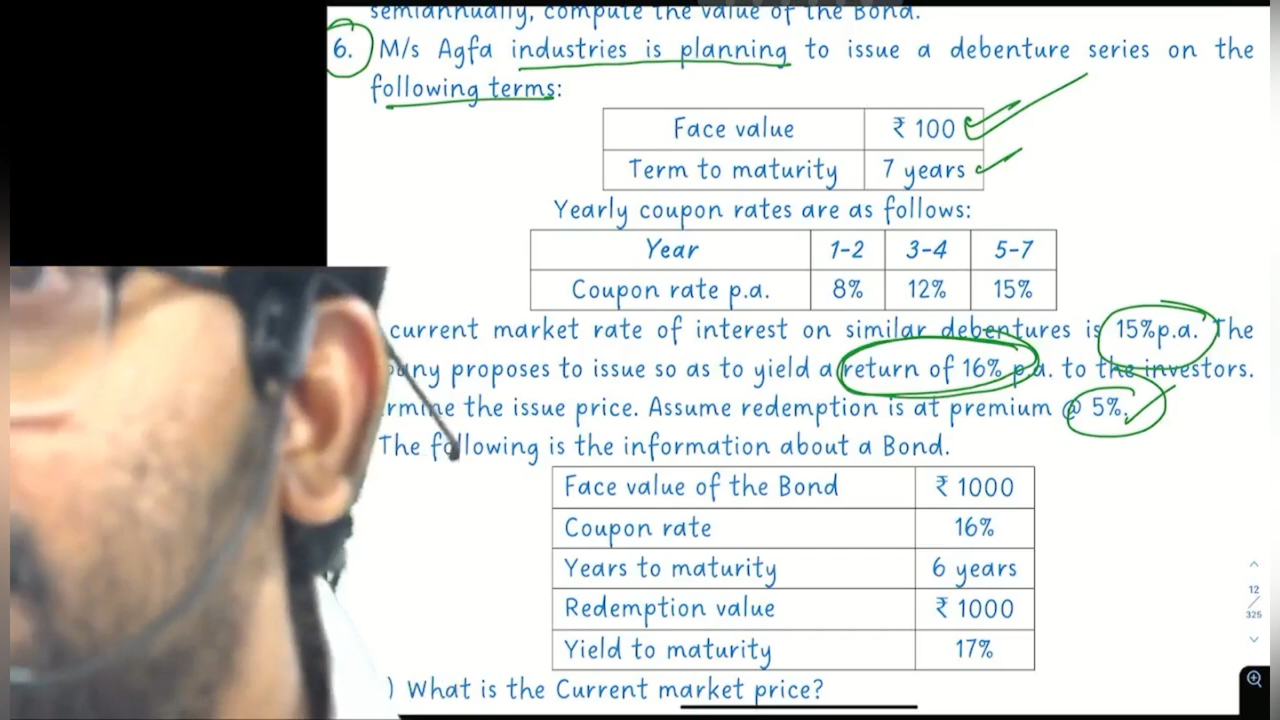 semiannually, compute the value of the Bond.
6. M/s Agfa industries is planning to issue a debenture series on the
following terms:
Face value ₹ 100
Term to maturity 7 years
Yearly coupon rates are as follows:
Year 1-2 3-4 5-7
Coupon rate p.a. 8% 12% 15%
current market rate of interest on similar debentures is 15%p.a. The
proposes to issue so as to yield a return of 16% p.a. to the investors.
the issue price. Assume redemption is at premium @ 5%.
The following is the information about a Bond.
Face value of the Bond ₹ 1000
Coupon rate 16%
Years to maturity 6 years
Redemption value ₹ 1000
Yield to maturity 17%
) What is the Current market price?
12
/
325